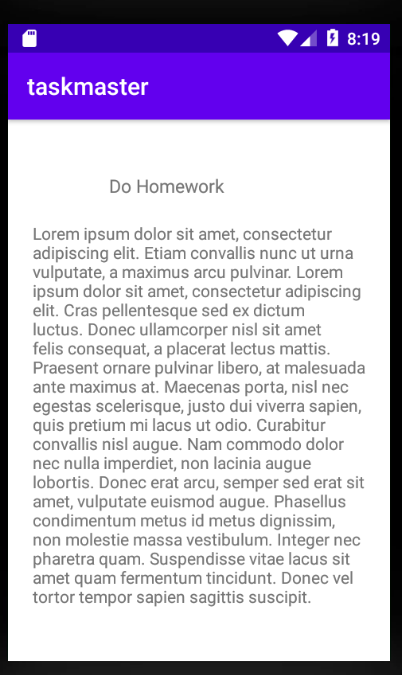 8:19
taskmaster
Do Homework
Lorem ipsum dolor sit amet, consectetur
adipiscing elit. Etiam convallis nunc ut urna
vulputate, a maximus arcu pulvinar. Lorem
ipsum dolor sit amet, consectetur adipiscing
elit. Cras pellentesque sed ex dictum
luctus. Donec ullamcorper nisl sit amet
felis consequat, a placerat lectus mattis.
Praesent ornare pulvinar libero, at malesuada
ante maximus at. Maecenas porta, nisl nec
egestas scelerisque, justo dui viverra sapien,
quis pretium mi lacus ut odio. Curabitur
convallis nisl augue. Nam commodo dolor
nec nulla imperdiet, non lacinia augue
lobortis. Donec erat arcu, semper sed erat sit
amet, vulputate euismod augue. Phasellus
condimentum metus id metus dignissim,
non molestie massa vestibulum. Integer nec
pharetra quam. Suspendisse vitae lacus sit
amet quam fermentum tincidunt. Donec vel
tortor tempor sapien sagittis suscipit.